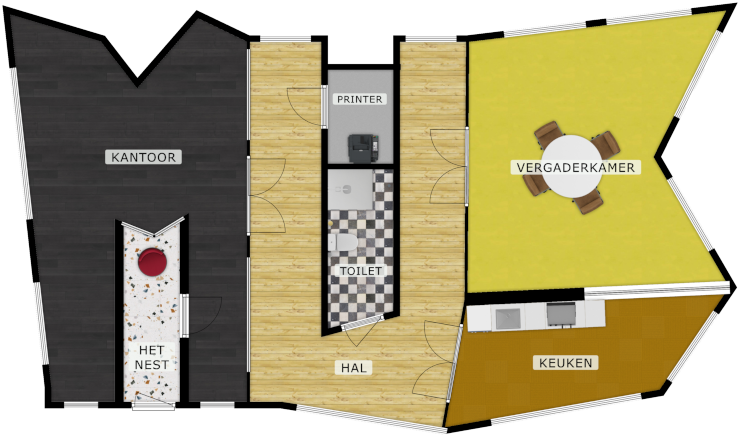 PRINTER
KANTOOR
VERGADERKAMER
TOILET
HET
NEST
HAL
KEUKEN